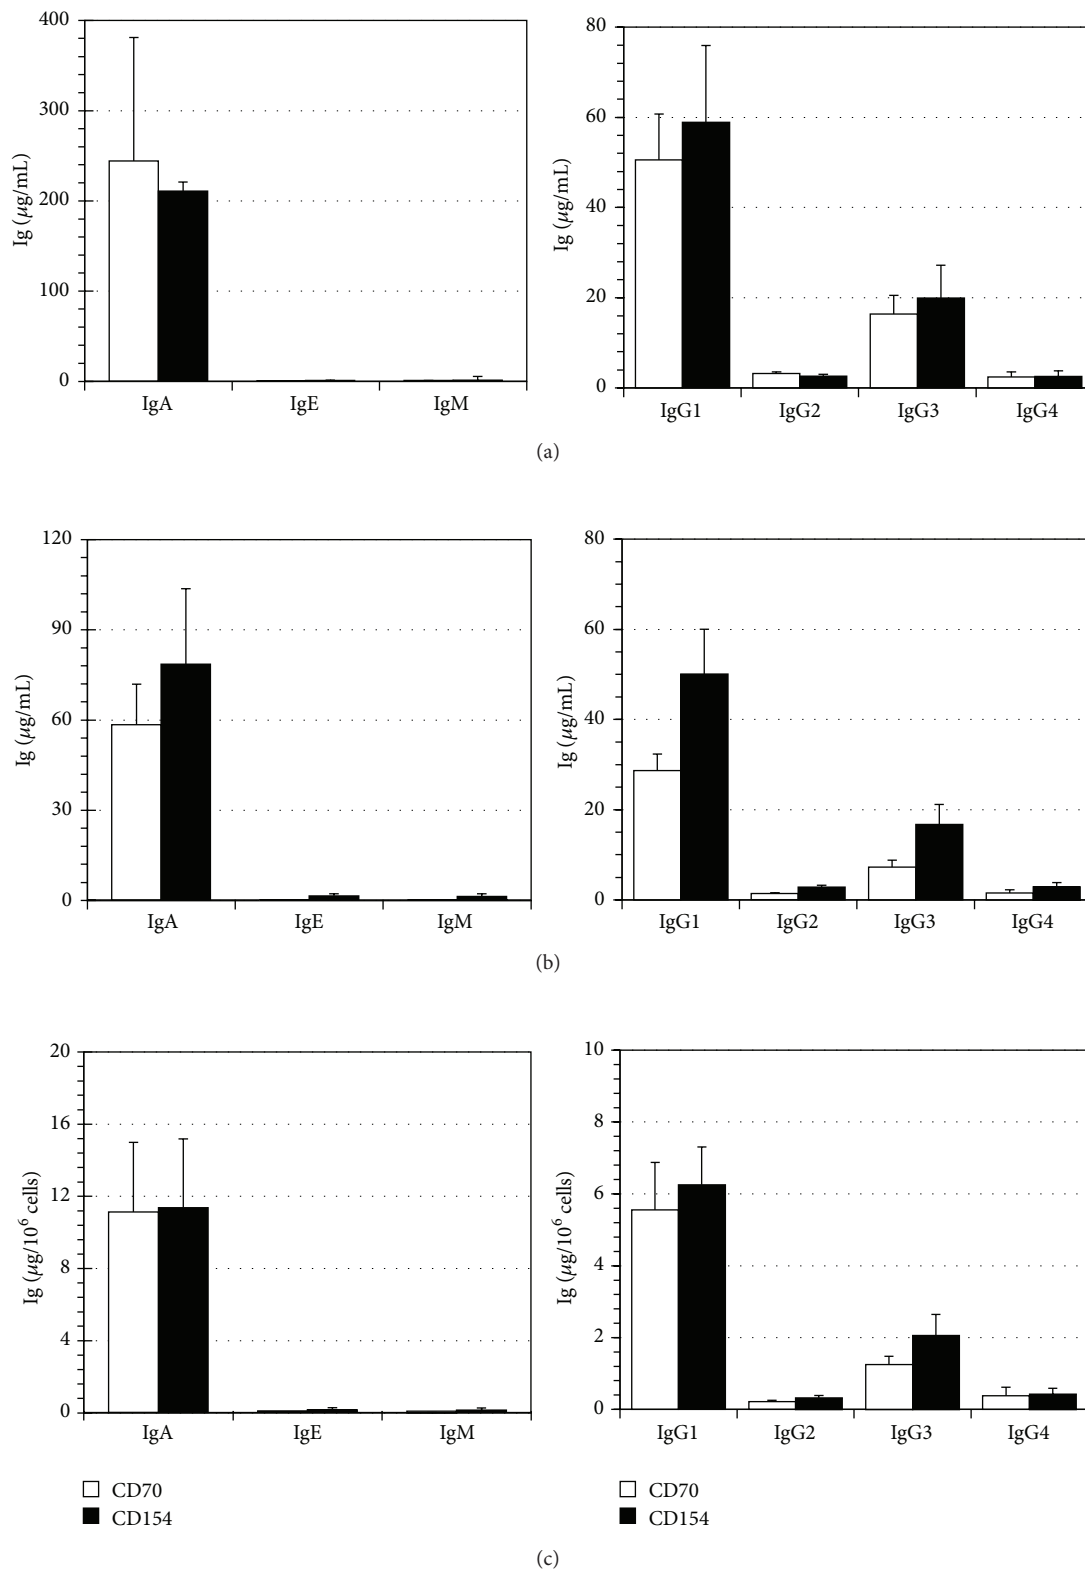 400
300
200
100
0
Ig (μg/mL)
IgA IgE IgM
80
60
40
20
0
Ig (μg/mL)
IgG1 IgG2 IgG3 IgG4
(a)
120
90
60
30
0
Ig (μg/mL)
IgA IgE IgM
80
60
40
20
0
Ig (μg/mL)
IgG1 IgG2 IgG3 IgG4
(b)
20
16
12
8
4
0
Ig (μg/10⁶ cells)
IgA IgE IgM
CD70
CD154
10
8
6
4
2
0
Ig (μg/10⁶ cells)
IgG1 IgG2 IgG3 IgG4
CD70
CD154
(c)